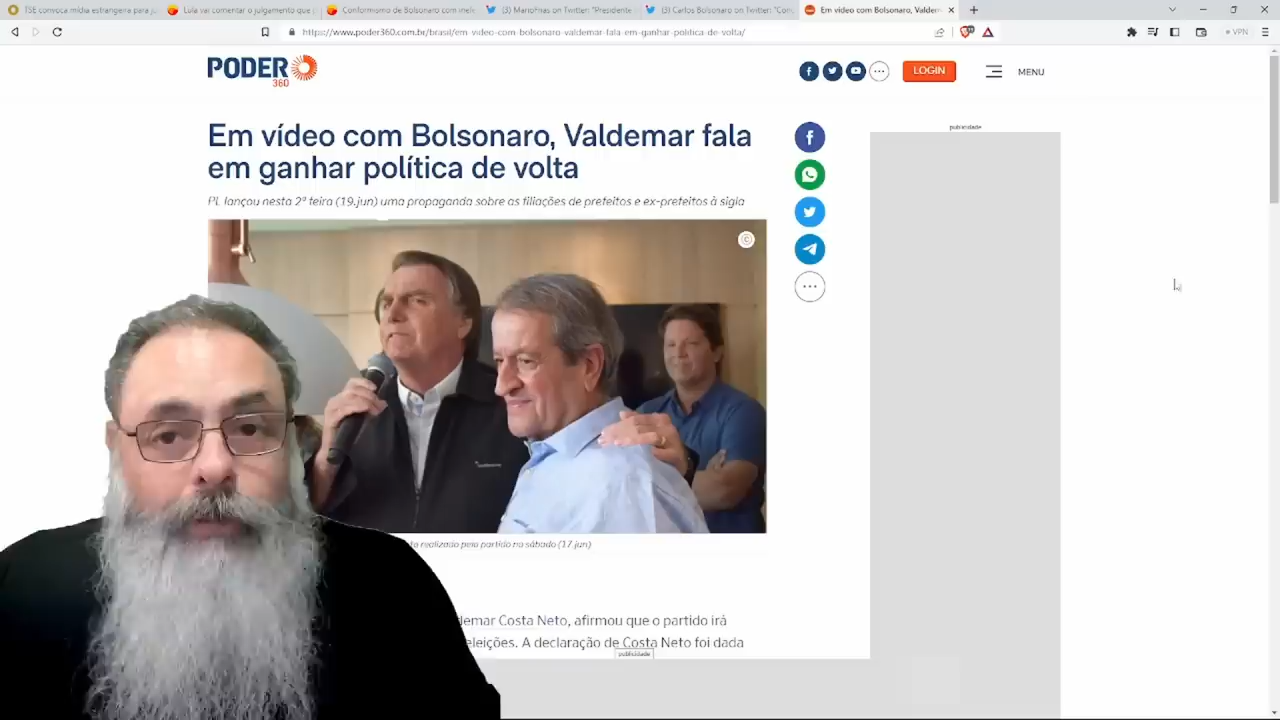 TSE convoca mídia estrangeira para ju
Lula vai comentar o julgamento que p
Conformismo de Bolsonaro com inele
(3) MarioFrias on Twitter: "Presidente
(3) Carlos Bolsonaro on Twitter: "Con
Em vídeo com Bolsonaro, Valdemar
https://www.poder360.com.br/brasil/em-video-com-bolsonaro-valdemar-fala-em-ganhar-politica-de-volta/
VPN
PODER
360
LOGIN
MENU
publicidade
Em vídeo com Bolsonaro, Valdemar fala
em ganhar política de volta
PL lançou nesta 2ª feira (19.jun) uma propaganda sobre as filiações de prefeitos e ex-prefeitos à sigla
realizado pelo partido no sábado (17.jun)
demar Costa Neto, afirmou que o partido irá
eleições. A declaração de Costa Neto foi dada
publicidade